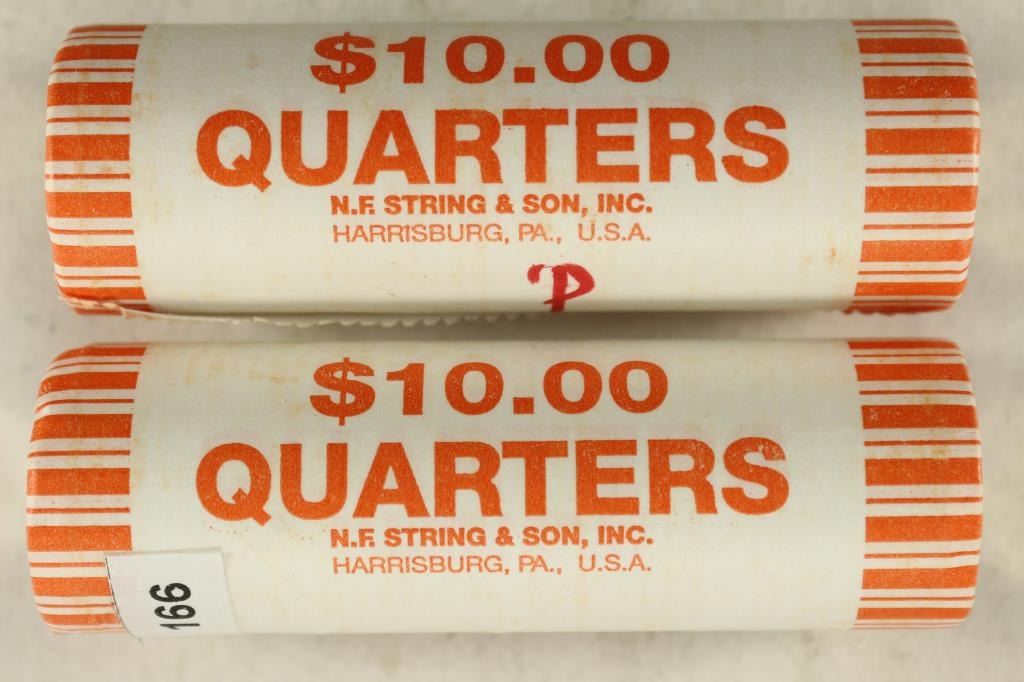 $10.00
QUARTERS
N.F. STRING & SON, INC.
HARRISBURG, PA., U.S.A.
P
$10.00
QUARTERS
N.F. STRING & SON, INC.
HARRISBURG, PA., U.S.A.
166